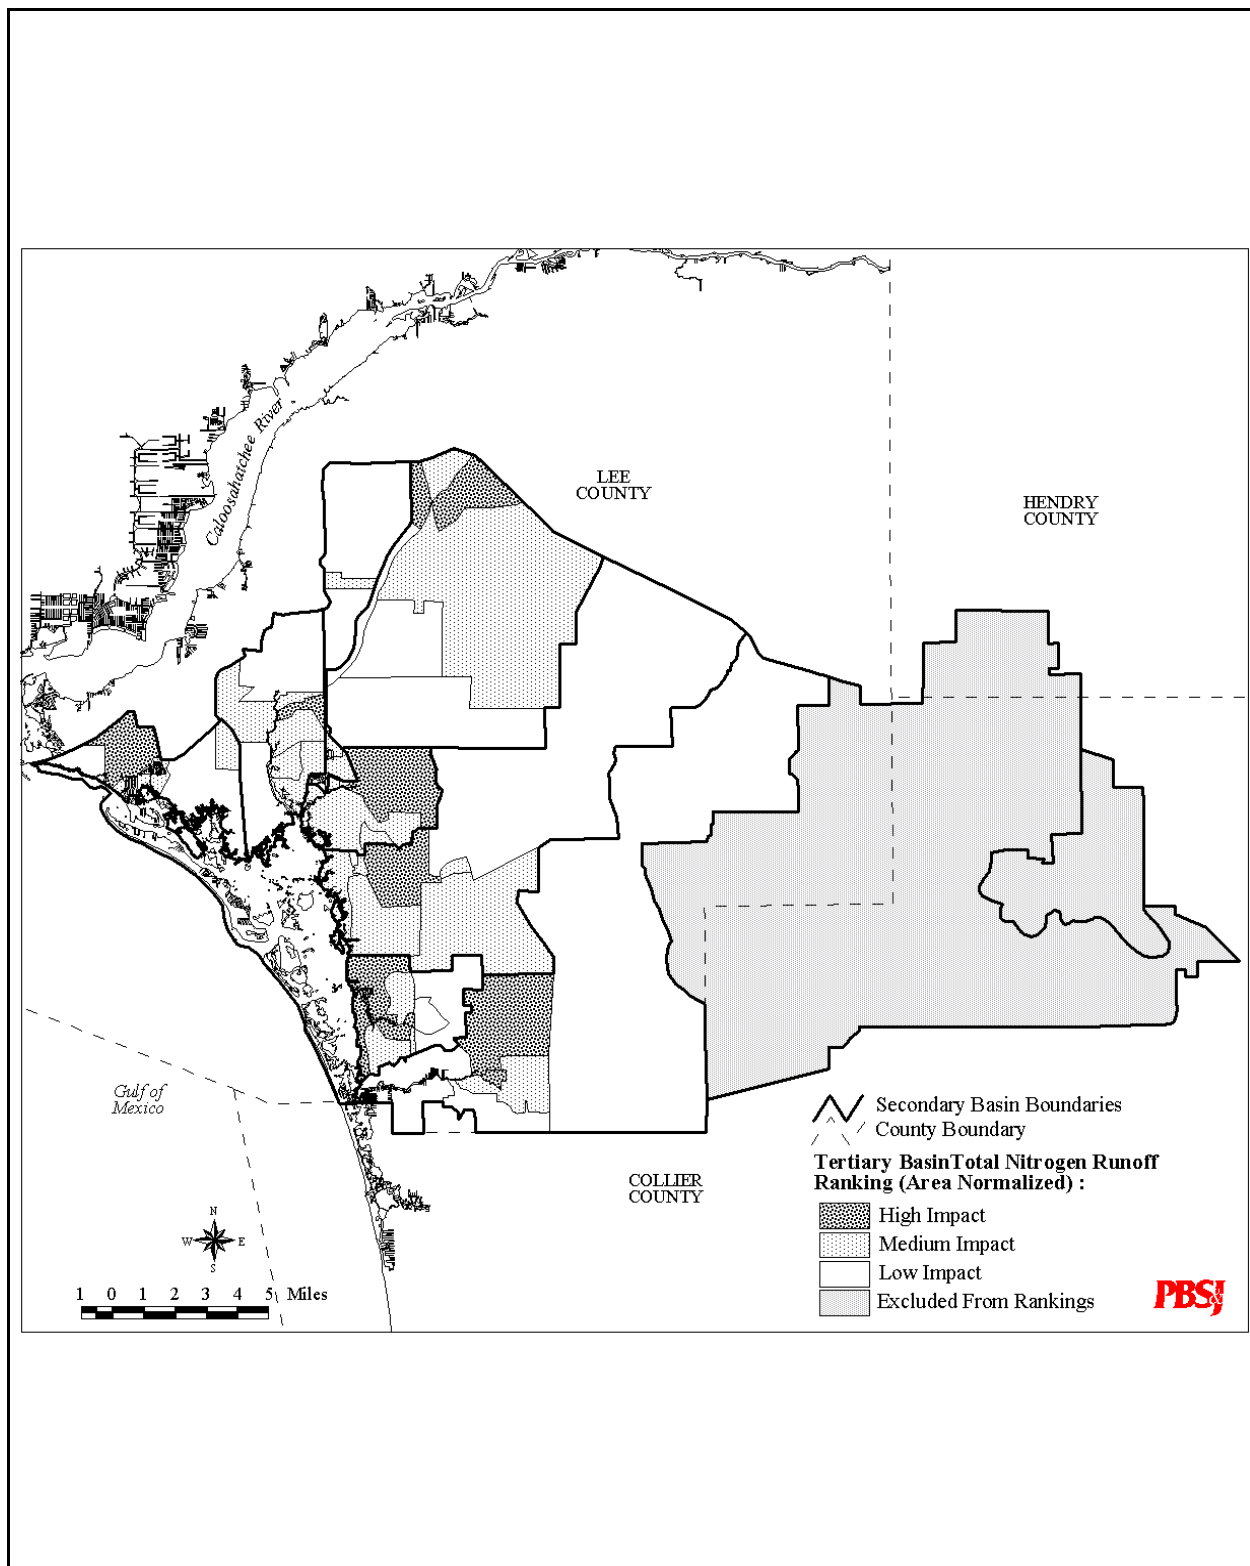 Caloosahatchee River
LEE
COUNTY
HENDRY
COUNTY
Gulf of
Mexico
COLLIER
COUNTY
Secondary Basin Boundaries
County Boundary
Tertiary BasinTotal Nitrogen Runoff
Ranking (Area Normalized) :
High Impact
Medium Impact
Low Impact
Excluded From Rankings
N
W E
S
1 0 1 2 3 4 5 Miles
PBS&J